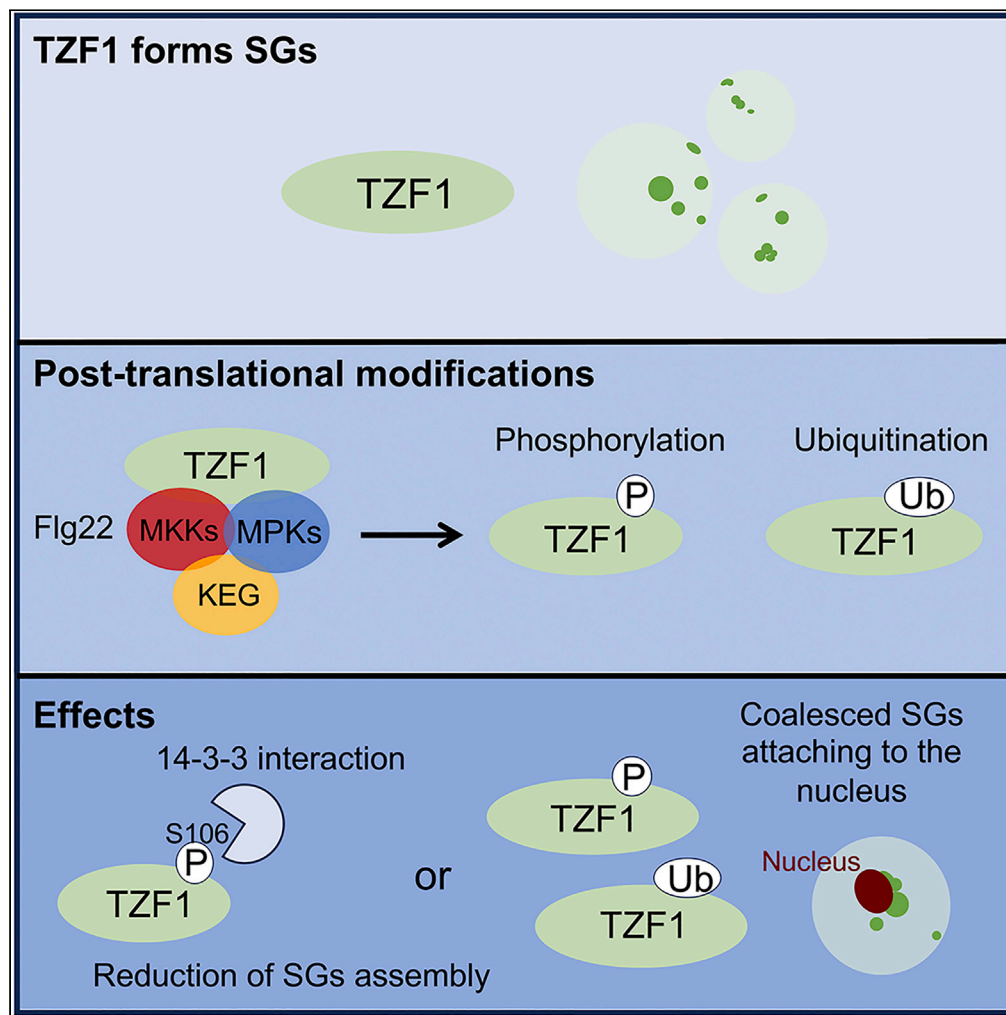 TZF1 forms SGs
TZF1
Post-translational modifications
TZF1
Flg22
MKKs
MPKs
KEG
Phosphorylation
P
TZF1
Ubiquitination
Ub
TZF1
Effects
14-3-3 interaction
S106
P
TZF1
Reduction of SGs assembly
or
P
TZF1
Ub
TZF1
Coalesced SGs
attaching to the
nucleus
Nucleus